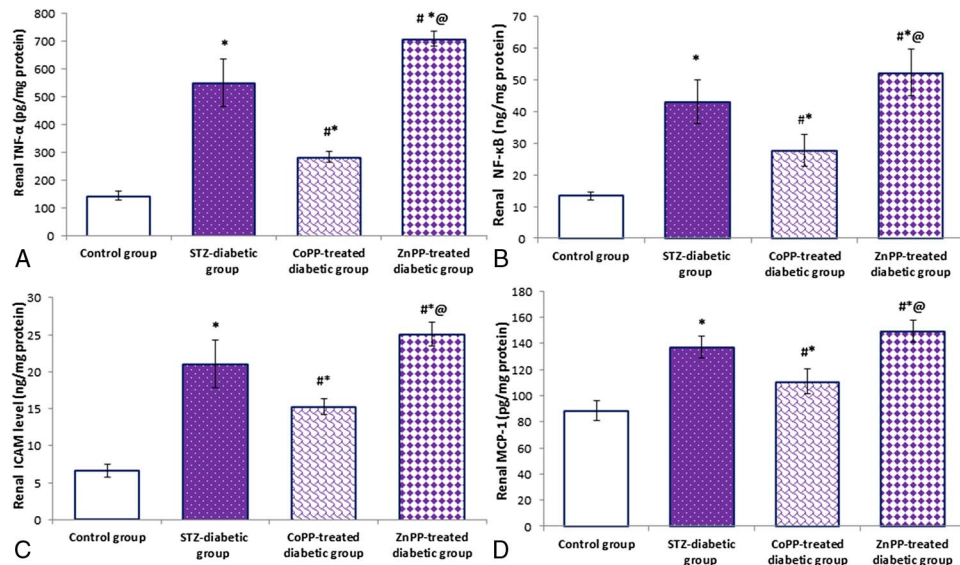 Renal TNF-α (pg/mg protein)
800
700
600
500
400
300
200
100
0
*
#*
# *@
Control group
STZ-diabetic
group
CoPP-treated
diabetic group
ZnPP-treated
diabetic group
A
Renal NF-κB (ng/mg protein)
70
60
50
40
30
20
10
0
*
#*
#*@
Control group
STZ-diabetic
group
CoPP-treated
diabetic group
ZnPP-treated
diabetic group
B
Renal ICAM level (ng/mg protein)
30
25
20
15
10
5
0
*
#*
#*@
Control group
STZ-diabetic
group
CoPP-treated
diabetic group
ZnPP-treated
diabetic group
C
Renal MCP-1 (pg/mg protein)
180
160
140
120
100
80
60
40
20
0
*
#*
#*@
Control group
STZ-diabetic
group
CoPP-treated
diabetic group
ZnPP-treated
diabetic group
D